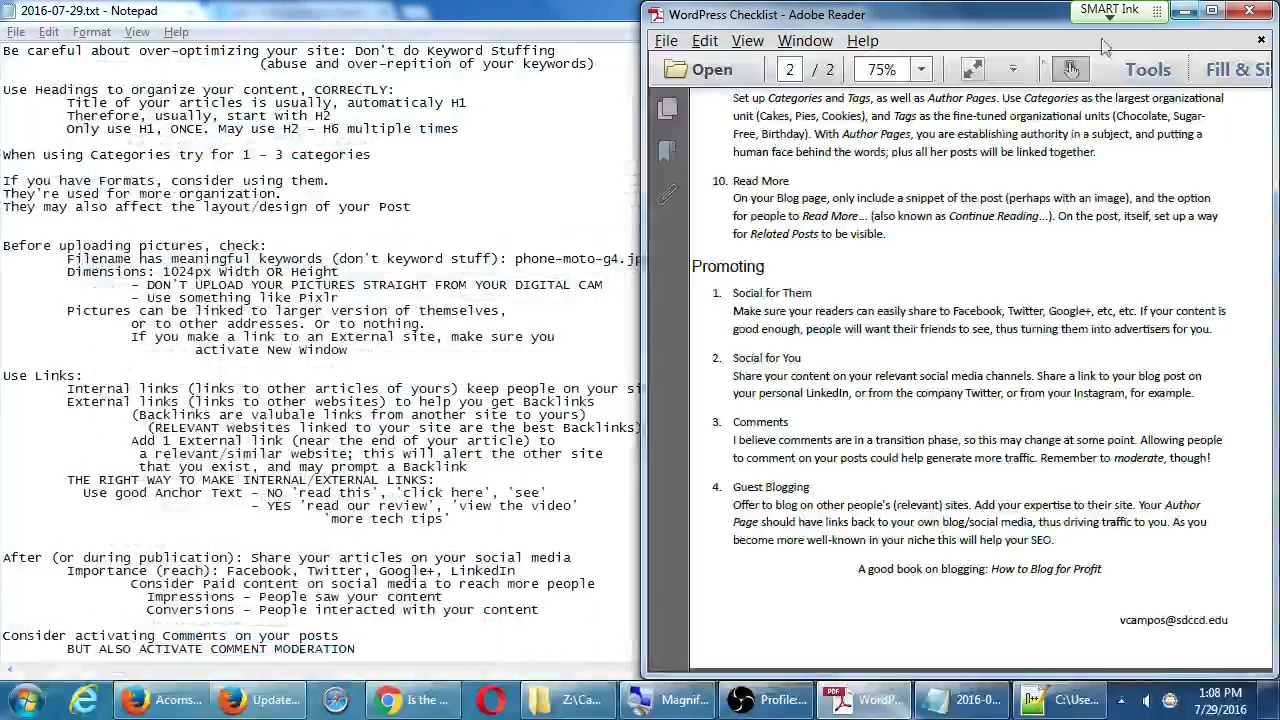 2016-07-29.txt - Notepad
File Edit Format View Help
Be careful about over-optimizing your site: Don't do Keyword Stuffing
(abuse and over-repition of your keywords)
Use Headings to organize your content, CORRECTLY:
Title of your articles is usually, automaticaly H1
Therefore, usually, start with H2
Only use H1, ONCE. May use H2 - H6 multiple times
When using Categories try for 1 - 3 categories
If you have Formats, consider using them.
They're used for more organization.
They may also affect the layout/design of your Post
Before uploading pictures, check:
Filename has meaningful keywords (don't keyword stuff): phone-moto-g4.jp
Dimensions: 1024px Width OR Height
- DON'T UPLOAD YOUR PICTURES STRAIGHT FROM YOUR DIGITAL CAM
- Use something like Pixlr
Pictures can be linked to larger version of themselves,
or to other addresses. Or to nothing.
If you make a link to an External site, make sure you
activate New Window
Use Links:
Internal links (links to other articles of yours) keep people on your si
External links (links to other websites) to help you get Backlinks
(Backlinks are valubale links from another site to yours)
(RELEVANT websites linked to your site are the best Backlinks)
Add 1 External link (near the end of your article) to
a relevant/similar website; this will alert the other site
that you exist, and may prompt a Backlink
THE RIGHT WAY TO MAKE INTERNAL/EXTERNAL LINKS:
Use good Anchor Text - NO 'read this', 'click here', 'see'
- YES 'read our review', 'view the video'
'more tech tips'
After (or during publication): Share your articles on your social media
Importance (reach): Facebook, Twitter, Google+, LinkedIn
Consider Paid content on social media to reach more people
Impressions - People saw your content
Conversions - People interacted with your content
Consider activating Comments on your posts
BUT ALSO ACTIVATE COMMENT MODERATION
WordPress Checklist - Adobe Reader
SMART Ink
File Edit View Window Help
Open 2 / 2 75% Tools Fill & Si
Set up Categories and Tags, as well as Author Pages. Use Categories as the largest organizational
unit (Cakes, Pies, Cookies), and Tags as the fine-tuned organizational units (Chocolate, Sugar-
Free, Birthday). With Author Pages, you are establishing authority in a subject, and putting a
human face behind the words; plus all her posts will be linked together.
10. Read More
On your Blog page, only include a snippet of the post (perhaps with an image), and the option
for people to Read More... (also known as Continue Reading...). On the post, itself, set up a way
for Related Posts to be visible.
Promoting
1. Social for Them
Make sure your readers can easily share to Facebook, Twitter, Google+, etc, etc. If your content is
good enough, people will want their friends to see, thus turning them into advertisers for you.
2. Social for You
Share your content on your relevant social media channels. Share a link to your blog post on
your personal LinkedIn, or from the company Twitter, or from your Instagram, for example.
3. Comments
I believe comments are in a transition phase, so this may change at some point. Allowing people
to comment on your posts could help generate more traffic. Remember to moderate, though!
4. Guest Blogging
Offer to blog on other people's (relevant) sites. Add your expertise to their site. Your Author
Page should have links back to your own blog/social media, thus driving traffic to you. As you
become more well-known in your niche this will help your SEO.
A good book on blogging: How to Blog for Profit
vcampos@sdccd.edu
Acorns... Update... Is the ... Z:\Ca... Magnif... Profile:... WordP... 2016-0... C:\Use...
1:08 PM
7/29/2016